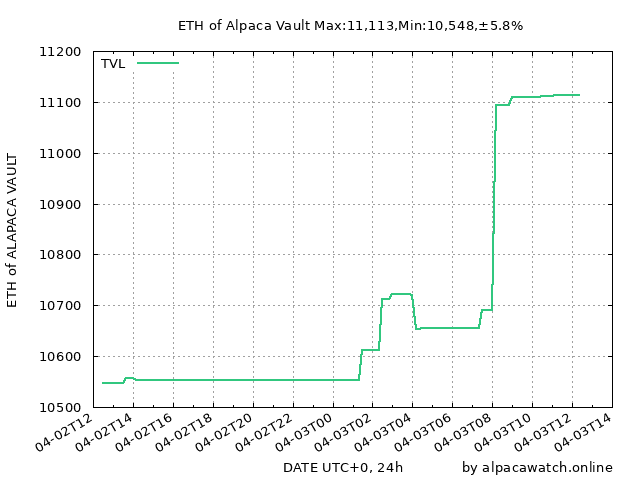 ETH of Alpaca Vault Max:11,113,Min:10,548,±5.8%
TVL
ETH of ALAPACA VAULT
11200
11100
11000
10900
10800
10700
10600
10500
04-02T12
04-02T14
04-02T16
04-02T18
04-02T20
04-02T22
04-03T00
04-03T02
04-03T04
04-03T06
04-03T08
04-03T10
04-03T12
04-03T14
DATE UTC+0, 24h
by alpacawatch.online